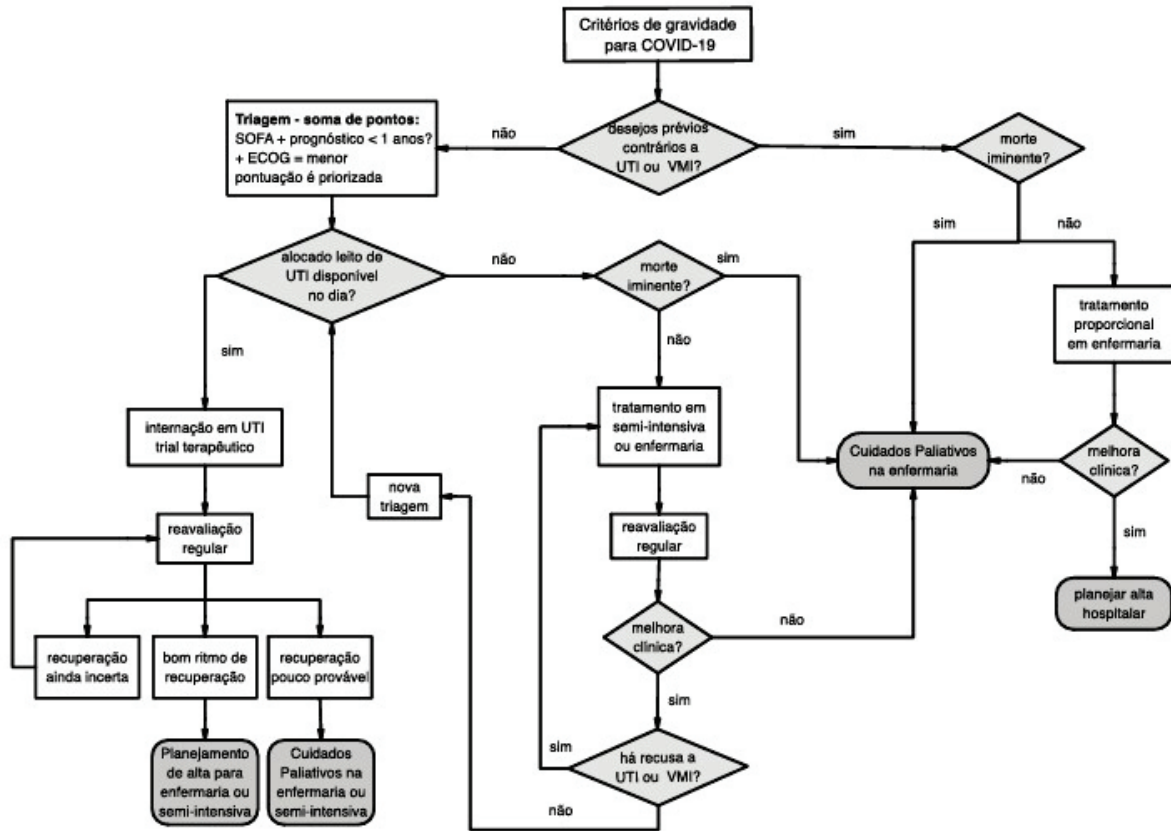 Critérios de gravidade
para COVID-19
Triagem - soma de pontos:
SOFA + prognóstico < 1 anos?
+ ECOG = menor
pontuação é priorizada
não
desejos prévios
contrários a
UTI ou VMI?
sim
morte
iminente?
sim
não
alocado leito de
UTI disponível
no dia?
não
morte
iminente?
sim
tratamento
proporcional
em enfermaria
sim
não
internação em UTI
trial terapêutico
tratamento em
semi-intensiva
ou enfermaria
Cuidados Paliativos
na enfermaria
não
melhora
clínica?
nova
triagem
reavaliação
regular
reavaliação
regular
sim
planejar alta
hospitalar
não
melhora
clínica?
recuperação
ainda incerta
bom ritmo de
recuperação
recuperação
pouco provável
sim
Planejamento
de alta para
enfermaria ou
semi-intensiva
Cuidados
Paliativos na
enfermaria ou
semi-intensiva
sim
há recusa a
UTI ou VMI?
não